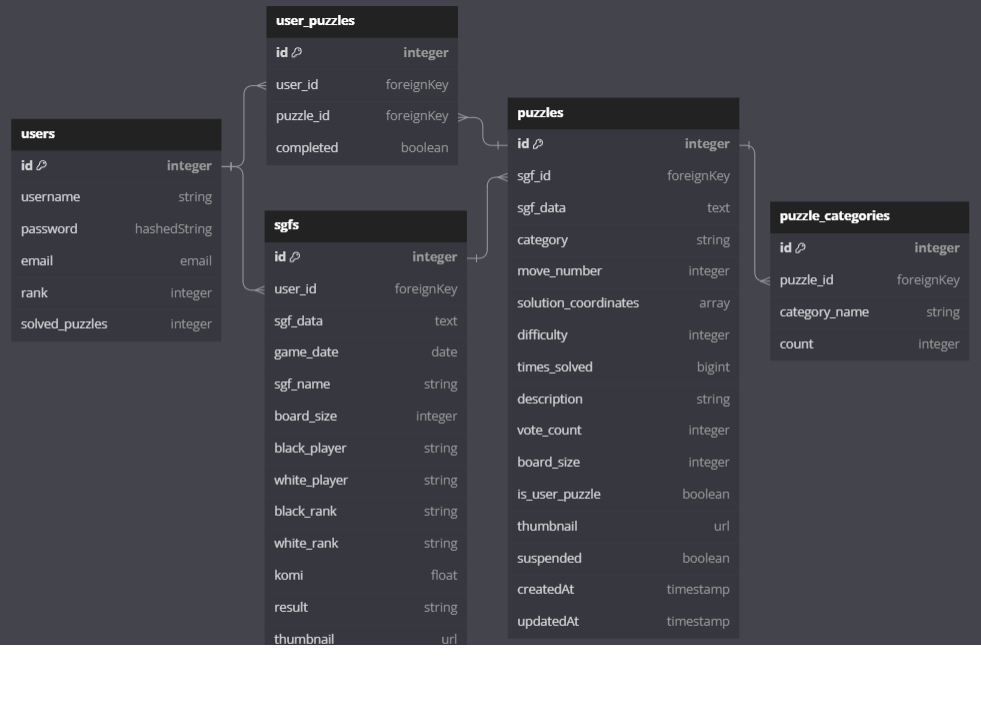 user_puzzles
id integer
user_id foreignKey
puzzle_id foreignKey
completed boolean
users
id integer
username string
password hashedString
email email
rank integer
solved_puzzles integer
sgfs
id integer
user_id foreignKey
sgf_data text
game_date date
sgf_name string
board_size integer
black_player string
white_player string
black_rank string
white_rank string
komi float
result string
thumbnail url
puzzles
id integer
sgf_id foreignKey
sgf_data text
category string
move_number integer
solution_coordinates array
difficulty integer
times_solved bigint
description string
vote_count integer
board_size integer
is_user_puzzle boolean
thumbnail url
suspended boolean
createdAt timestamp
updatedAt timestamp
puzzle_categories
id integer
puzzle_id foreignKey
category_name string
count integer